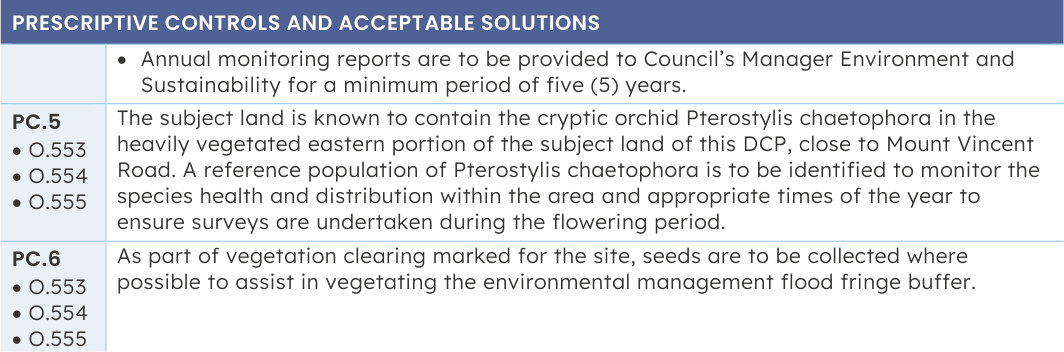 PRESCRIPTIVE CONTROLS AND ACCEPTABLE SOLUTIONS
• Annual monitoring reports are to be provided to Council’s Manager Environment and
Sustainability for a minimum period of five (5) years.
PC.5
• O.553
• O.554
• O.555
The subject land is known to contain the cryptic orchid Pterostylis chaetophora in the
heavily vegetated eastern portion of the subject land of this DCP, close to Mount Vincent
Road. A reference population of Pterostylis chaetophora is to be identified to monitor the
species health and distribution within the area and appropriate times of the year to
ensure surveys are undertaken during the flowering period.
PC.6
• O.553
• O.554
• O.555
As part of vegetation clearing marked for the site, seeds are to be collected where
possible to assist in vegetating the environmental management flood fringe buffer.